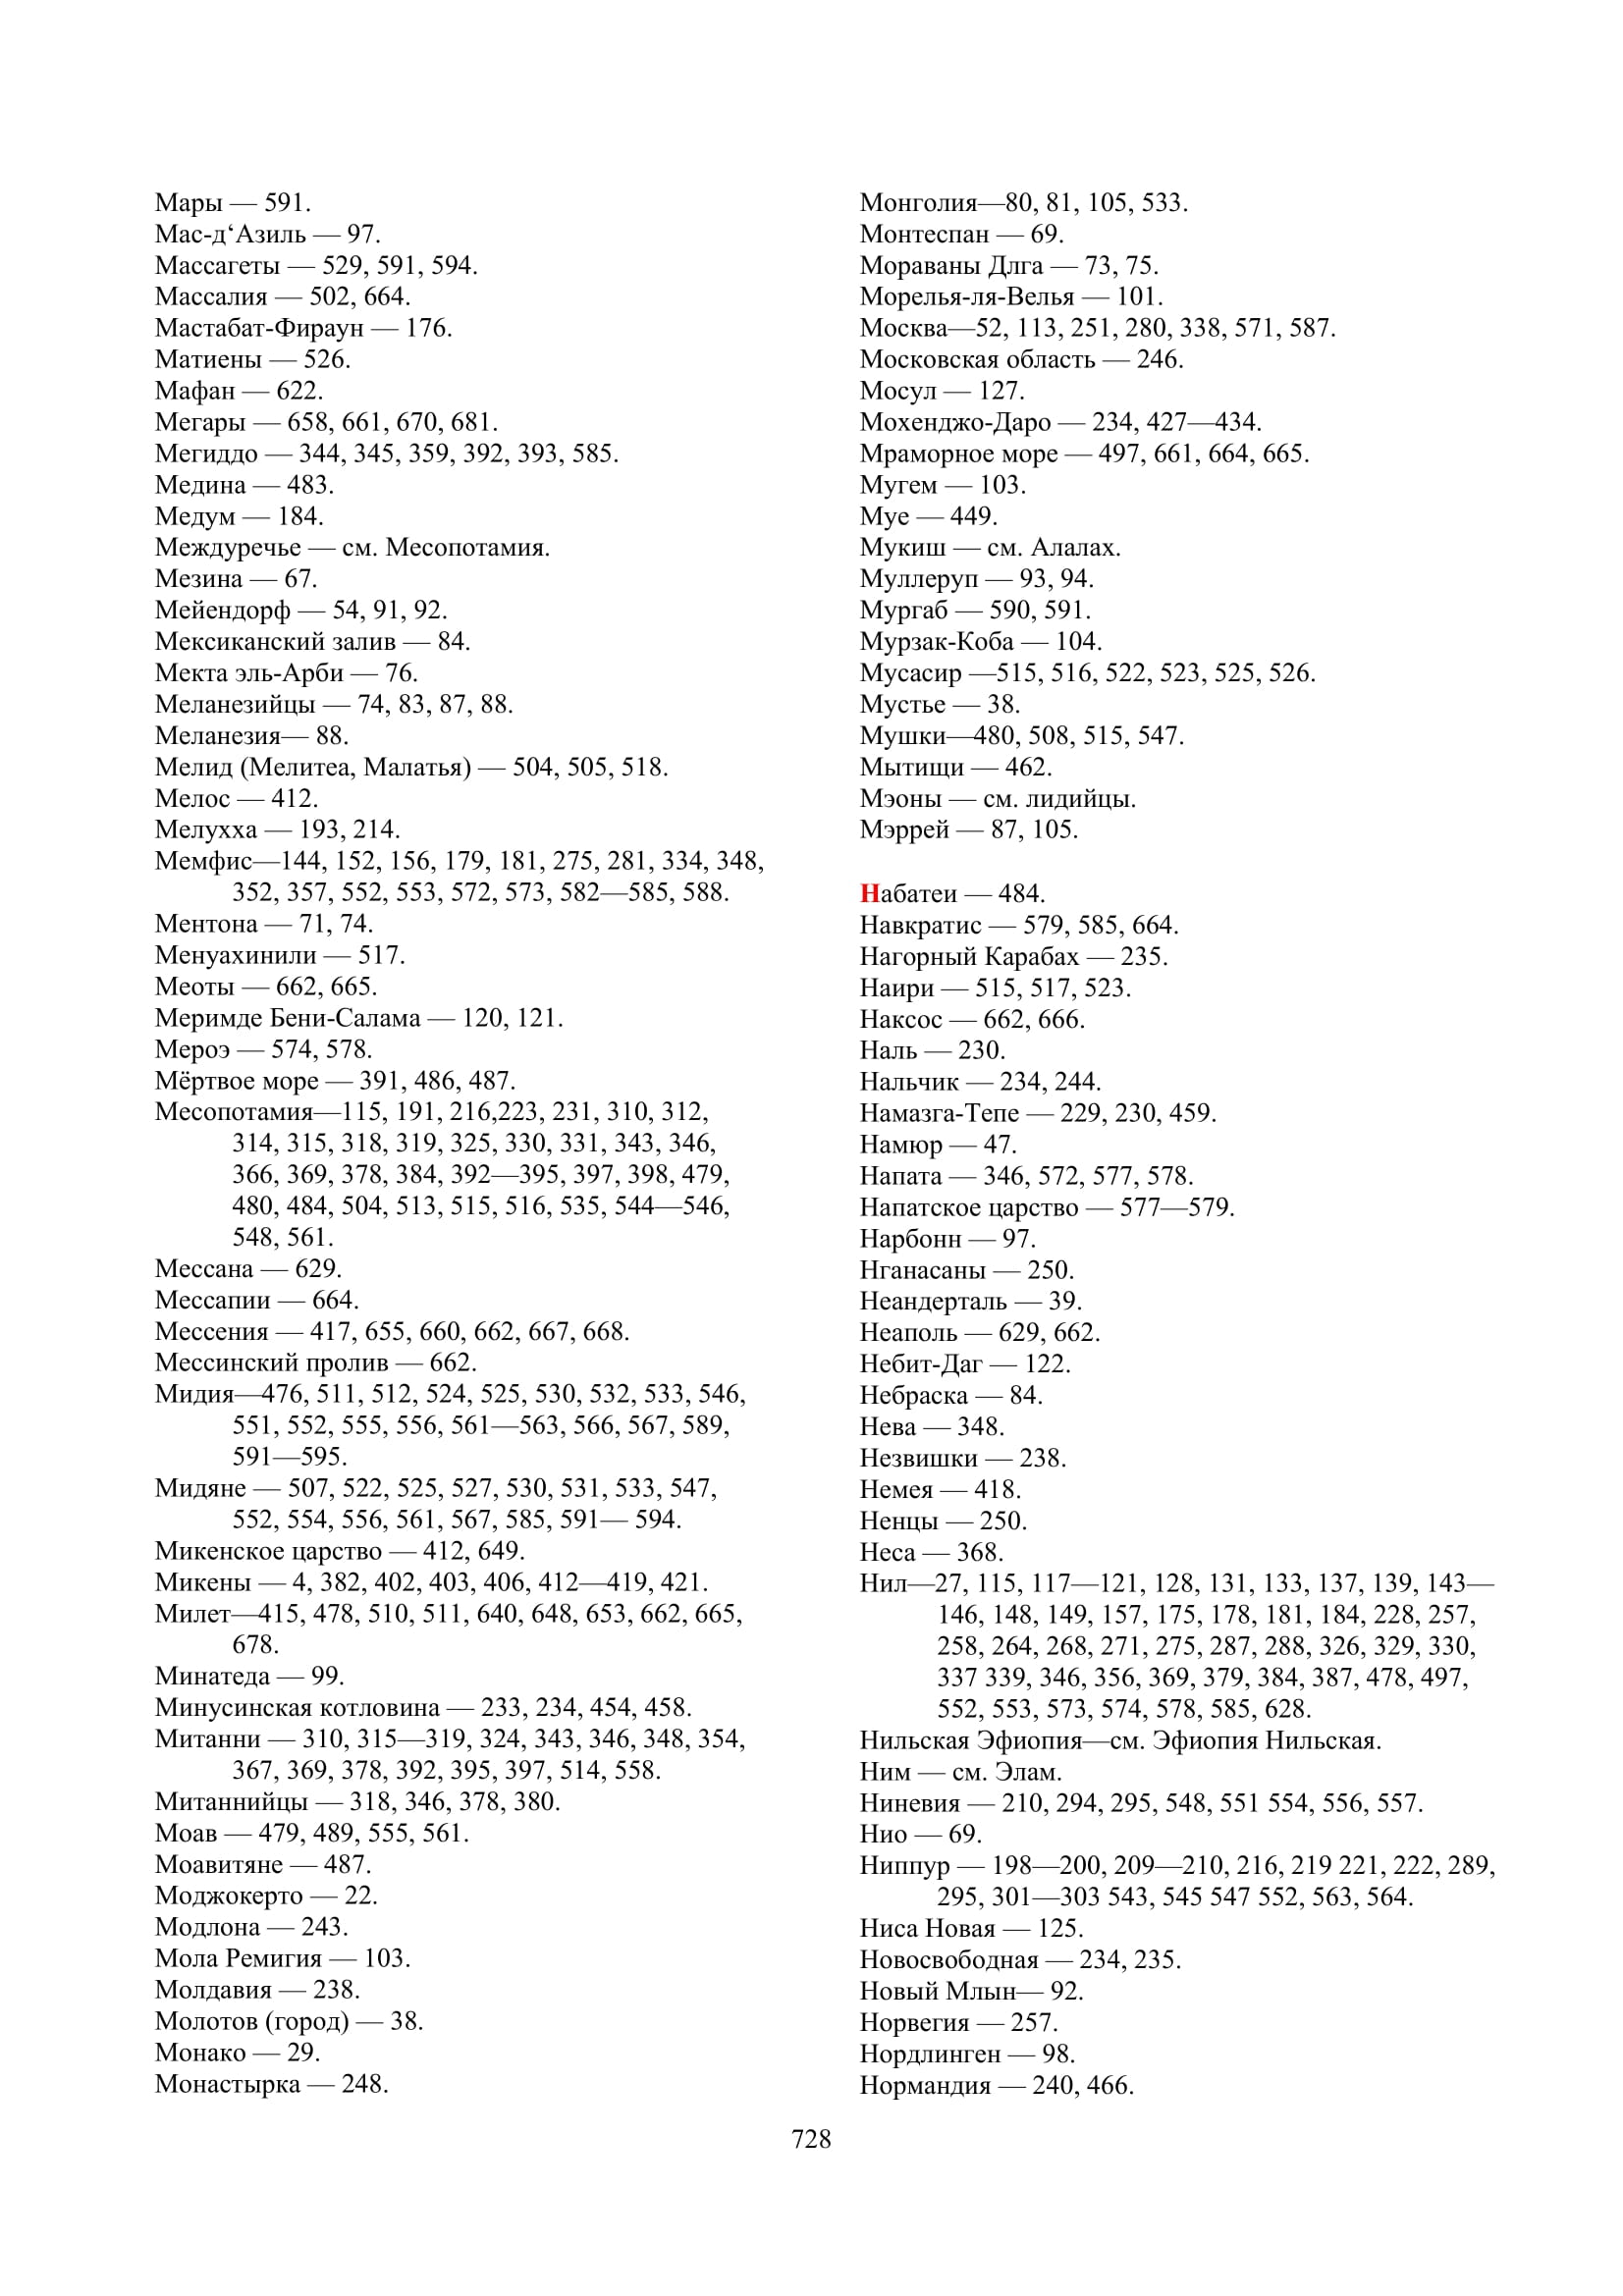 Мары — 591.
Мас-д‘Азиль — 97.
Массагеты — 529, 591, 594.
Массалия — 502, 664.
Мастабат-Фираун — 176.
Матиены — 526.
Мафан — 622.
Мегары — 658, 661, 670, 681.
Мегиддо — 344, 345, 359, 392, 393, 585.
Медина — 483.
Медум — 184.
Междуречье — см. Месопотамия.
Мезина — 67.
Мейендорф — 54, 91, 92.
Мексиканский залив — 84.
Мекта эль-Арби — 76.
Меланезийцы — 74, 83, 87, 88.
Меланезия— 88.
Мелид (Мелитеа, Малатья) — 504, 505, 518.
Мелос — 412.
Мелухха — 193, 214.
Мемфис—144, 152, 156, 179, 181, 275, 281, 334, 348,
352, 357, 552, 553, 572, 573, 582—585, 588.
Ментона — 71, 74.
Менуахинили — 517.
Меоты — 662, 665.
Меримде Бени-Салама — 120, 121.
Мероэ — 574, 578.
Мёртвое море — 391, 486, 487.
Месопотамия—115, 191, 216,223, 231, 310, 312,
314, 315, 318, 319, 325, 330, 331, 343, 346,
366, 369, 378, 384, 392—395, 397, 398, 479,
480, 484, 504, 513, 515, 516, 535, 544—546,
548, 561.
Мессана — 629.
Мессапии — 664.
Мессения — 417, 655, 660, 662, 667, 668.
Мессинский пролив — 662.
Мидия—476, 511, 512, 524, 525, 530, 532, 533, 546,
551, 552, 555, 556, 561—563, 566, 567, 589,
591—595.
Мидяне — 507, 522, 525, 527, 530, 531, 533, 547,
552, 554, 556, 561, 567, 585, 591— 594.
Микенское царство — 412, 649.
Микены — 4, 382, 402, 403, 406, 412—419, 421.
Милет—415, 478, 510, 511, 640, 648, 653, 662, 665,
678.
Минатеда — 99.
Минусинская котловина — 233, 234, 454, 458.
Митанни — 310, 315—319, 324, 343, 346, 348, 354,
367, 369, 378, 392, 395, 397, 514, 558.
Митаннийцы — 318, 346, 378, 380.
Моав — 479, 489, 555, 561.
Моавитяне — 487.
Моджокерто — 22.
Модлона — 243.
Мола Ремигия — 103.
Молдавия — 238.
Молотов (город) — 38.
Монако — 29.
Монастырка — 248.
Монголия—80, 81, 105, 533.
Монтеспан — 69.
Мораваны Длга — 73, 75.
Морелья-ля-Велья — 101.
Москва—52, 113, 251, 280, 338, 571, 587.
Московская область — 246.
Мосул — 127.
Мохенджо-Даро — 234, 427—434.
Мраморное море — 497, 661, 664, 665.
Мугем — 103.
Муе — 449.
Мукиш — см. Алалах.
Муллеруп — 93, 94.
Мургаб — 590, 591.
Мурзак-Коба — 104.
Мусасир —515, 516, 522, 523, 525, 526.
Мустье — 38.
Мушки—480, 508, 515, 547.
Мытищи — 462.
Мэоны — см. лидийцы.
Мэррей — 87, 105.
Набатеи — 484.
Навкратис — 579, 585, 664.
Нагорный Карабах — 235.
Наири — 515, 517, 523.
Наксос — 662, 666.
Наль — 230.
Нальчик — 234, 244.
Намазга-Тепе — 229, 230, 459.
Намюр — 47.
Напата — 346, 572, 577, 578.
Напатское царство — 577—579.
Нарбонн — 97.
Нганасаны — 250.
Неандерталь — 39.
Неаполь — 629, 662.
Небит-Даг — 122.
Небраска — 84.
Нева — 348.
Незвишки — 238.
Немея — 418.
Ненцы — 250.
Неса — 368.
Нил—27, 115, 117—121, 128, 131, 133, 137, 139, 143—
146, 148, 149, 157, 175, 178, 181, 184, 228, 257,
258, 264, 268, 271, 275, 287, 288, 326, 329, 330,
337 339, 346, 356, 369, 379, 384, 387, 478, 497,
552, 553, 573, 574, 578, 585, 628.
Нильская Эфиопия—см. Эфиопия Нильская.
Ним — см. Элам.
Ниневия — 210, 294, 295, 548, 551 554, 556, 557.
Нио — 69.
Ниппур — 198—200, 209—210, 216, 219 221, 222, 289,
295, 301—303 543, 545 547 552, 563, 564.
Ниса Новая — 125.
Новосвободная — 234, 235.
Новый Млын— 92.
Норвегия — 257.
Нордлинген — 98.
Нормандия — 240, 466.
728